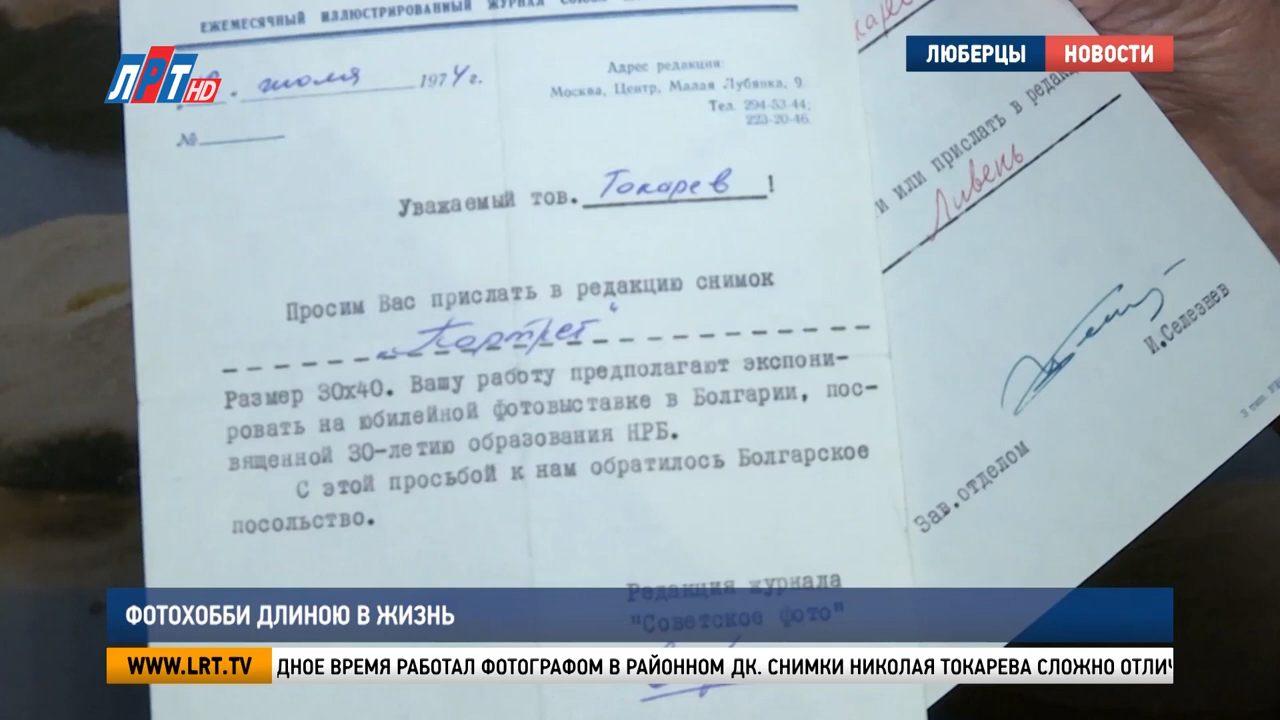 ЕЖЕМЕСЯЧНЫЙ ИЛЛЮСТРИРОВАННЫЙ ЖУРНАЛ СОЮЗА
ЛРТ HD
ЛЮБЕРЦЫ НОВОСТИ
июля 1974 г.
№
Адрес редакции:
Москва, Центр, Малая Лубянка, 9.
Тел. 294-53-44;
223-20-46.
Уважаемый тов. Токарев!
Просим Вас прислать в редакцию снимок
„Портрет"
Размер 30х40. Вашу работу предполагают экспони-
ровать на юбилейной фотовыставке в Болгарии, пос-
вященной 30-летию образования НРБ.
С этой просьбой к нам обратилось Болгарское
посольство.
Редакция журнала
"Советское фото"
или прислать в
Ливень
Зав.отделом
И.Селезнев
ФОТОХОББИ ДЛИНОЮ В ЖИЗНЬ
WWW.LRT.TV
ДНОЕ ВРЕМЯ РАБОТАЛ ФОТОГРАФОМ В РАЙОННОМ ДК. СНИМКИ НИКОЛАЯ ТОКАРЕВА СЛОЖНО ОТЛИЧ